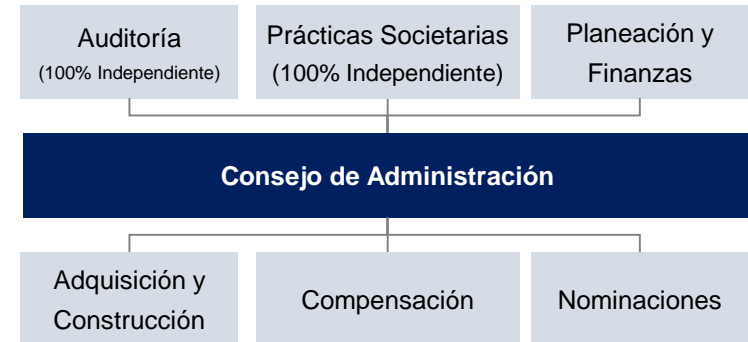 Auditoría
(100% Independiente)
Prácticas Societarias
(100% Independiente)
Planeación y
Finanzas
Consejo de Administración
Adquisición y
Construcción
Compensación
Nominaciones